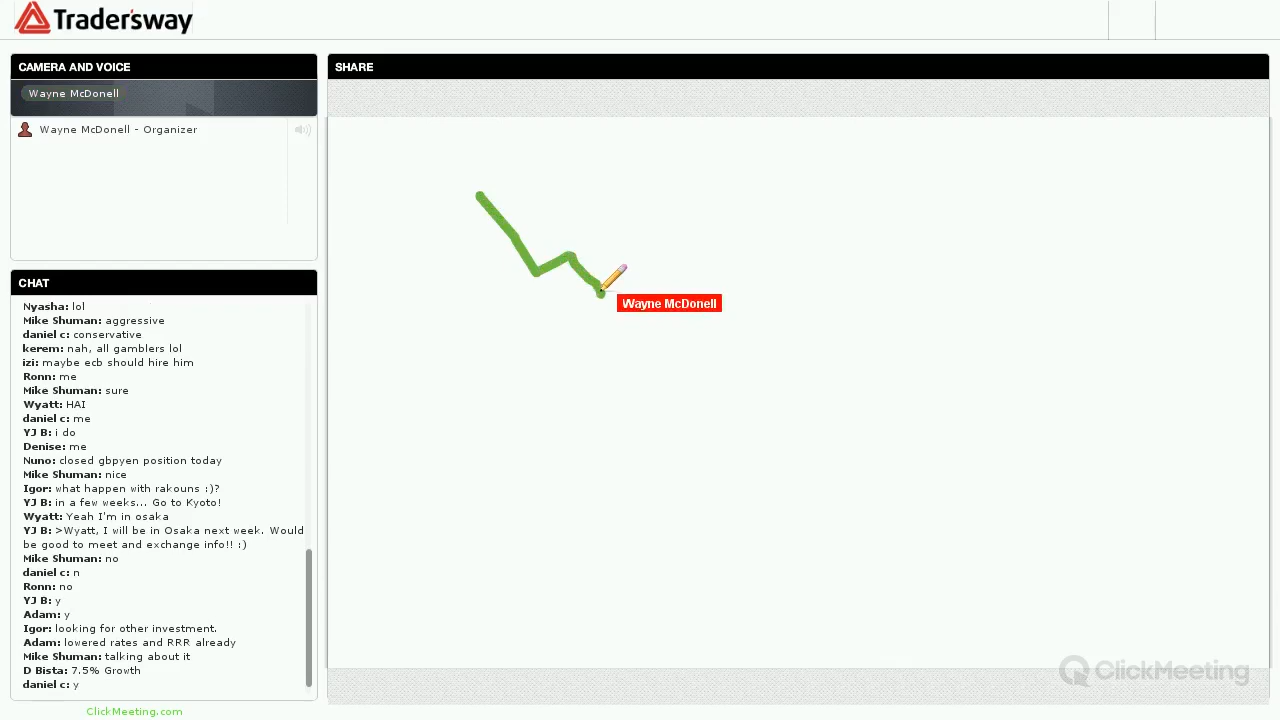 Tradersway
CAMERA AND VOICE
Wayne McDonell
Wayne McDonell - Organizer
CHAT
Nyasha: lol
Mike Shuman: aggressive
daniel c: conservative
kerem: nah, all gamblers lol
izi: maybe ecb should hire him
Ronn: me
Mike Shuman: sure
Wyatt: HAI
daniel c: me
YJ B: i do
Denise: me
Nuno: closed gbpyen position today
Mike Shuman: nice
Igor: what happen with rakouns :)?
YJ B: in a few weeks... Go to Kyoto!
Wyatt: Yeah I'm in osaka
YJ B: >Wyatt, I will be in Osaka next week. Would
be good to meet and exchange info!! :)
Mike Shuman: no
daniel c: n
Ronn: no
YJ B: y
Adam: y
Igor: looking for other investment.
Adam: lowered rates and RRR already
Mike Shuman: talking about it
D Bista: 7.5% Growth
daniel c: y
ClickMeeting.com
SHARE
Wayne McDonell
ClickMeeting